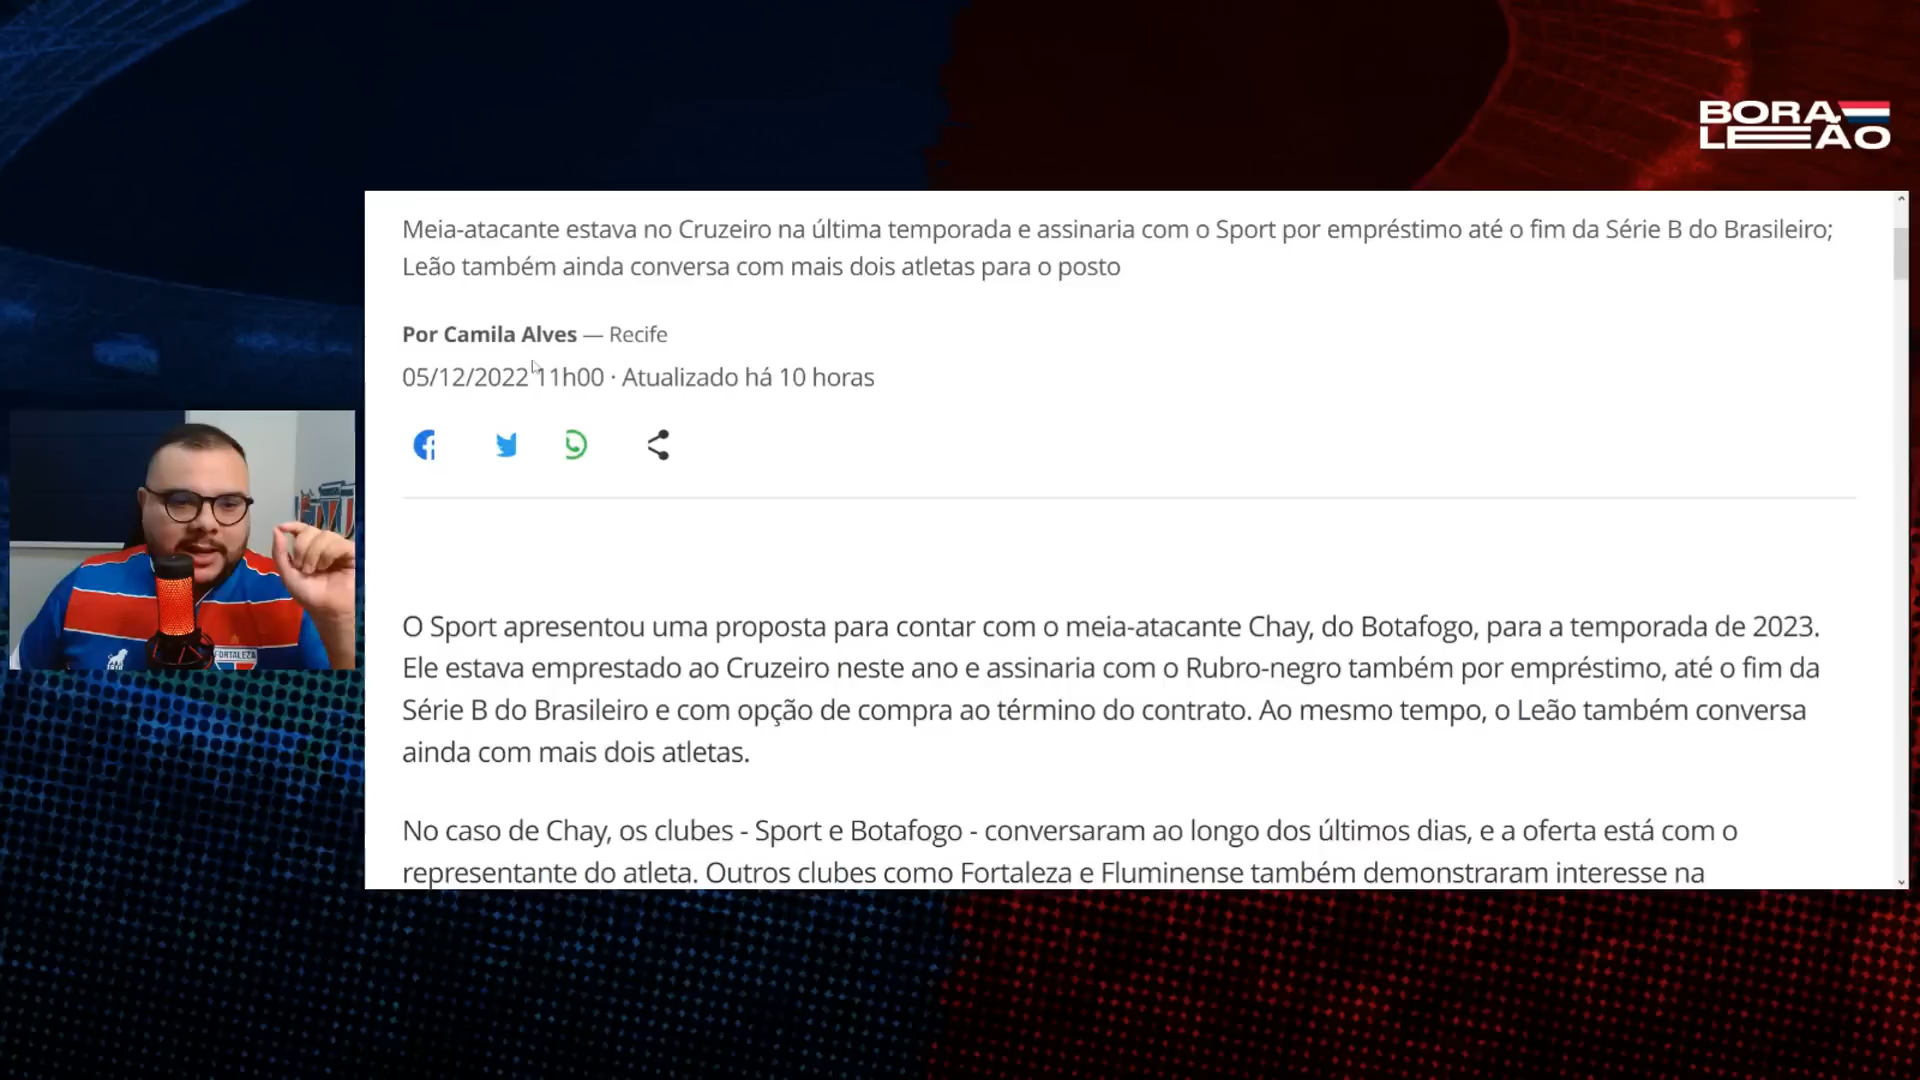 BORA
LEÃO
Meia-atacante estava no Cruzeiro na última temporada e assinaria com o Sport por empréstimo até o fim da Série B do Brasileiro;
Leão também ainda conversa com mais dois atletas para o posto
Por Camila Alves — Recife
05/12/2022 11h00 · Atualizado há 10 horas
O Sport apresentou uma proposta para contar com o meia-atacante Chay, do Botafogo, para a temporada de 2023.
Ele estava emprestado ao Cruzeiro neste ano e assinaria com o Rubro-negro também por empréstimo, até o fim da
Série B do Brasileiro e com opção de compra ao término do contrato. Ao mesmo tempo, o Leão também conversa
ainda com mais dois atletas.
No caso de Chay, os clubes - Sport e Botafogo - conversaram ao longo dos últimos dias, e a oferta está com o
representante do atleta. Outros clubes como Fortaleza e Fluminense também demonstraram interesse na
FORTALEZA